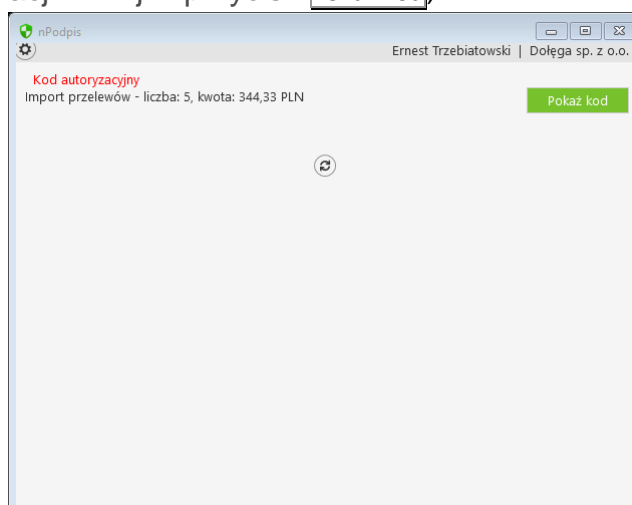 nPodpis
Ernest Trzebiatowski | Dołęga sp. z o.o.
Kod autoryzacyjny
Import przelewów - liczba: 5, kwota: 344,33 PLN
Pokaż kod